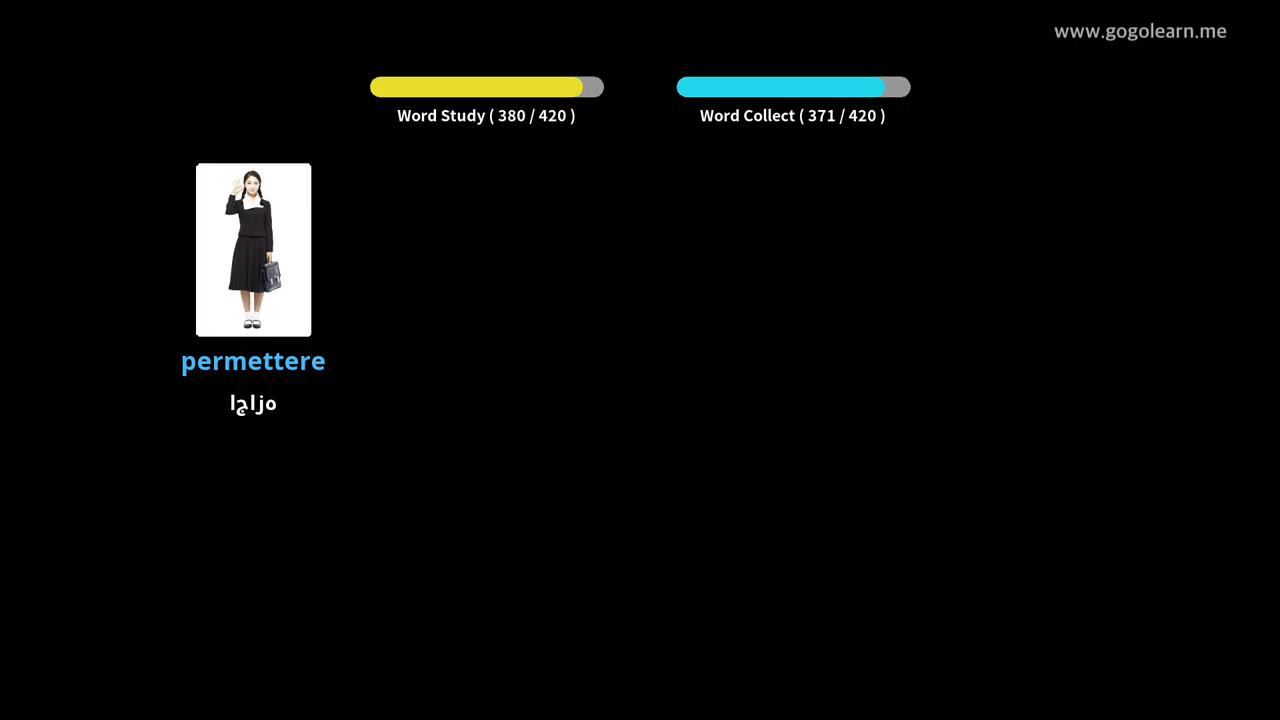 www.gogolearn.me
Word Study ( 380 / 420 )
Word Collect ( 371 / 420 )
permettere
اجازه